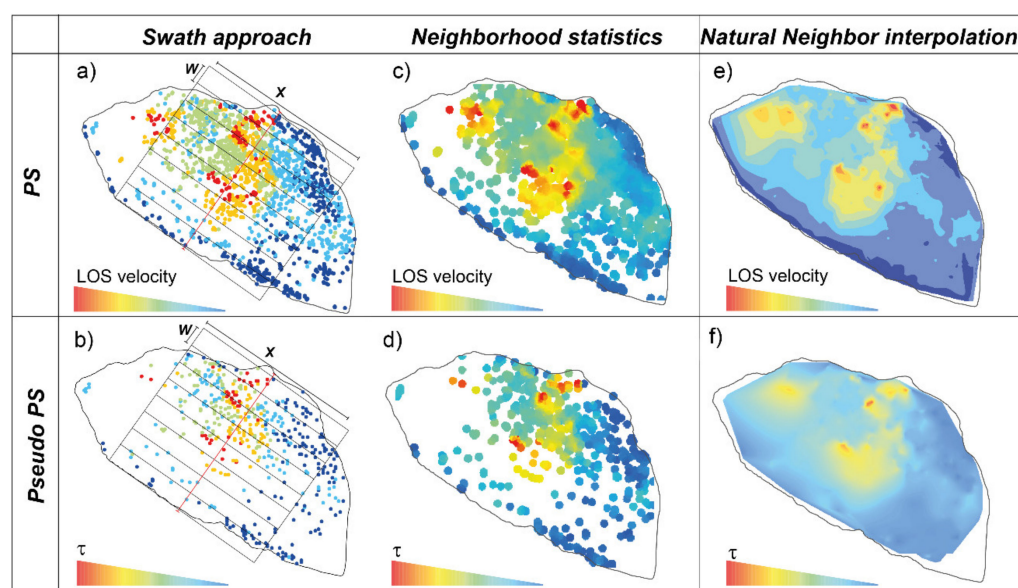 Swath approach
Neighborhood statistics
Natural Neighbor interpolation
PS
a)
W
X
LOS velocity
c)
LOS velocity
e)
LOS velocity
Pseudo PS
b)
W
X
τ
d)
τ
f)
τ